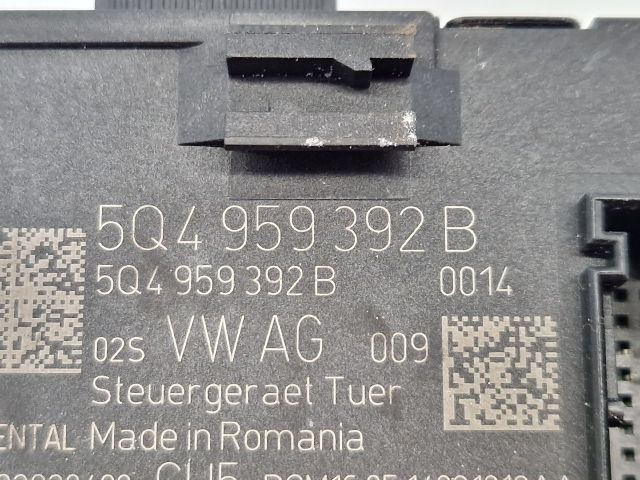 5Q4 959 392 B
5Q4 959 392 B 0014
02S VW AG 009
Steuergeraet Tuer
ENTAL Made in Romania